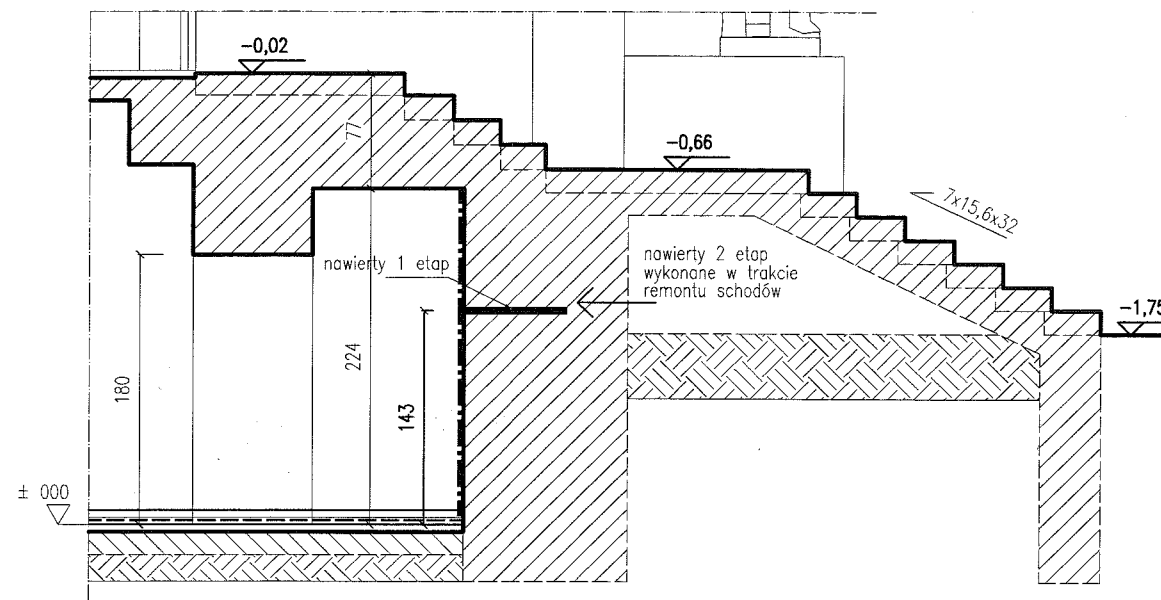 -0,02
77
-0,66
7x15,6x32
nawierty 1 etap
nawierty 2 etap
wykonane w trakcie
remontu schodów
-1,75
180
224
143
± 000